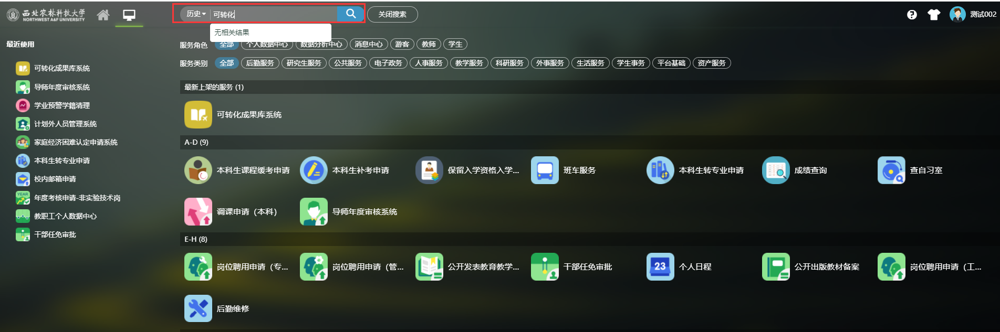 西北农林科技大学
NORTHWEST A&F UNIVERSITY
历史 可转化
关闭搜索
测试002
无相关结果
最近使用
可转化成果库系统
导师年度审核系统
学业预警学籍清理
计划外人员管理系统
家庭经济困难认定申请系统
本科生转专业申请
校内邮箱申请
YEAR
年度考核申请-非实验技术岗
教职工个人数据中心
干部任免审批
服务角色 全部 个人数据中心 数据分析中心 消息中心 游客 教师 学生
服务类别 全部 后勤服务 研究生服务 公共服务 电子政务 人事服务 教学服务 科研服务 外事服务 生活服务 学生事务 平台基础 资产服务
最新上架的服务 (1)
可转化成果库系统
A-D (9)
本科生课程缓考申请 本科生补考申请 保留入学资格入学... 班车服务 本科生转专业申请 成绩查询 查自习室
调课申请（本科） 导师年度审核系统
E-H (8)
岗位聘用申请（专... 岗位聘用申请（管... 公开发表教育教学... 干部任免审批 23 个人日程 公开出版教材备案 岗位聘用申请（工...
后勤维修